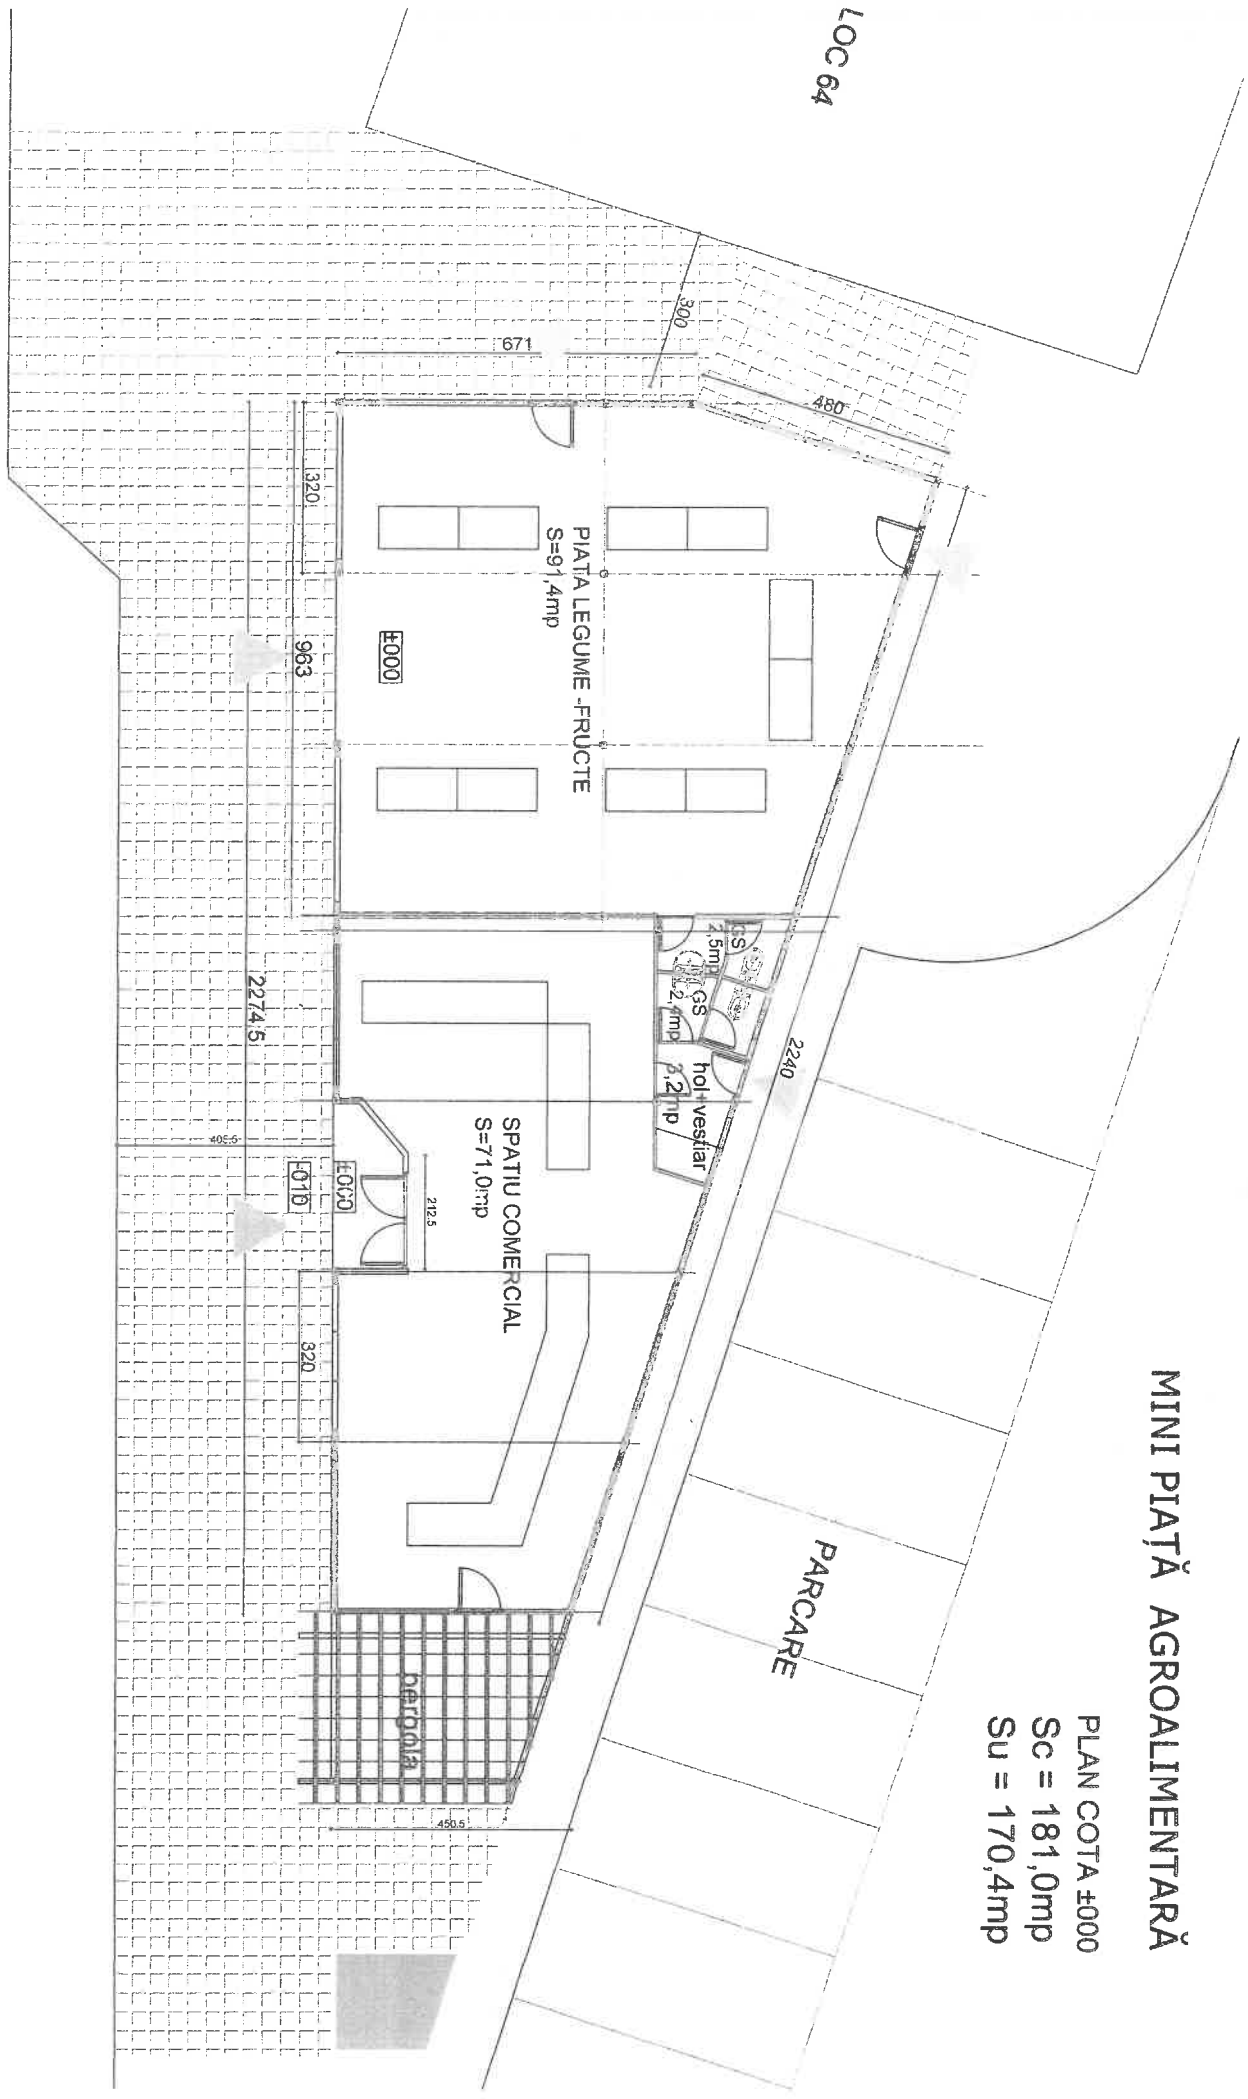 MINI PIAȚĂ AGROALIMENTARĂ
PLAN COTA ±000
Sc = 181,0mp
Su = 170,4mp
LOC 64
300
671
480
320
963
2274,5
PIATA LEGUME -FRUCTE
S=91,4mp
±000
2240
GS
2,5mp
GS
2,4mp
hol+vestiar
3,2mp
SPATIU COMERCIAL
S=71,0mp
405.5
212.5
±000
-010
320
PARCARE
pergola
450.5